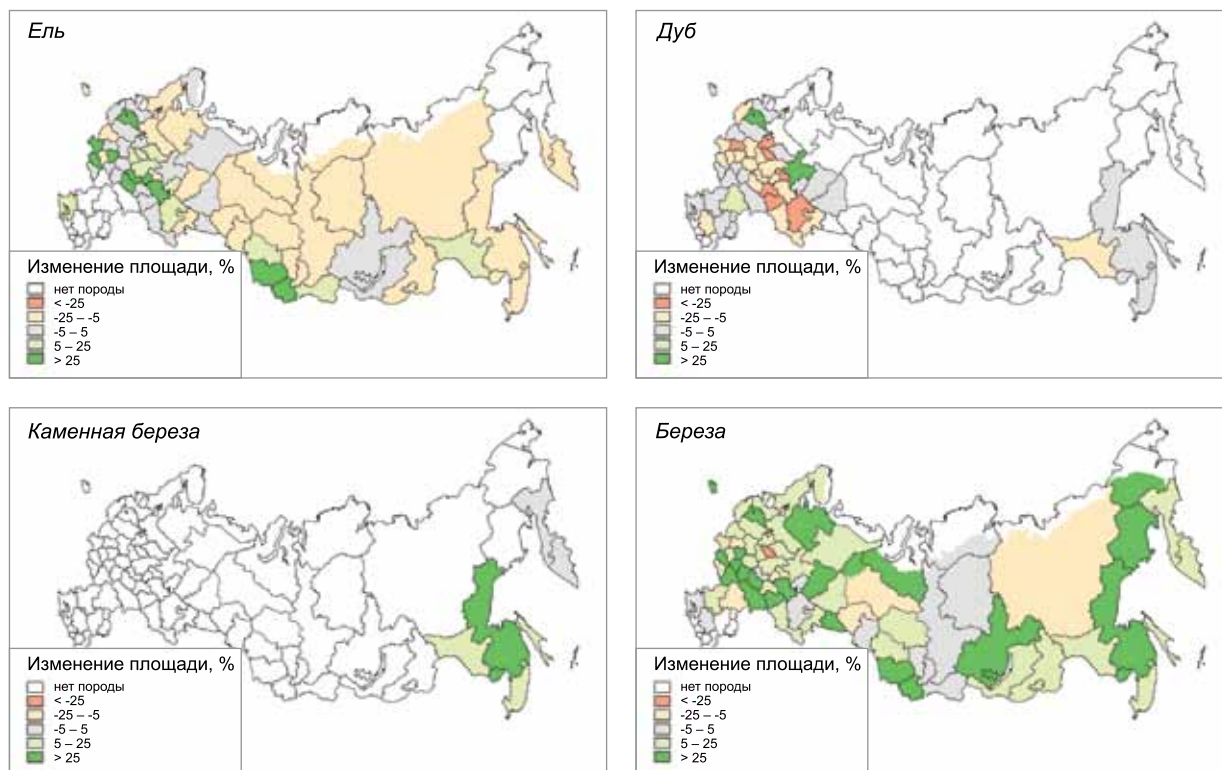 Ель
Изменение площади, %
нет породы
< -25
-25 – -5
-5 – 5
5 – 25
> 25
Дуб
Изменение площади, %
нет породы
< -25
-25 – -5
-5 – 5
5 – 25
> 25
Каменная береза
Изменение площади, %
нет породы
< -25
-25 – -5
-5 – 5
5 – 25
> 25
Береза
Изменение площади, %
нет породы
< -25
-25 – -5
-5 – 5
5 – 25
> 25